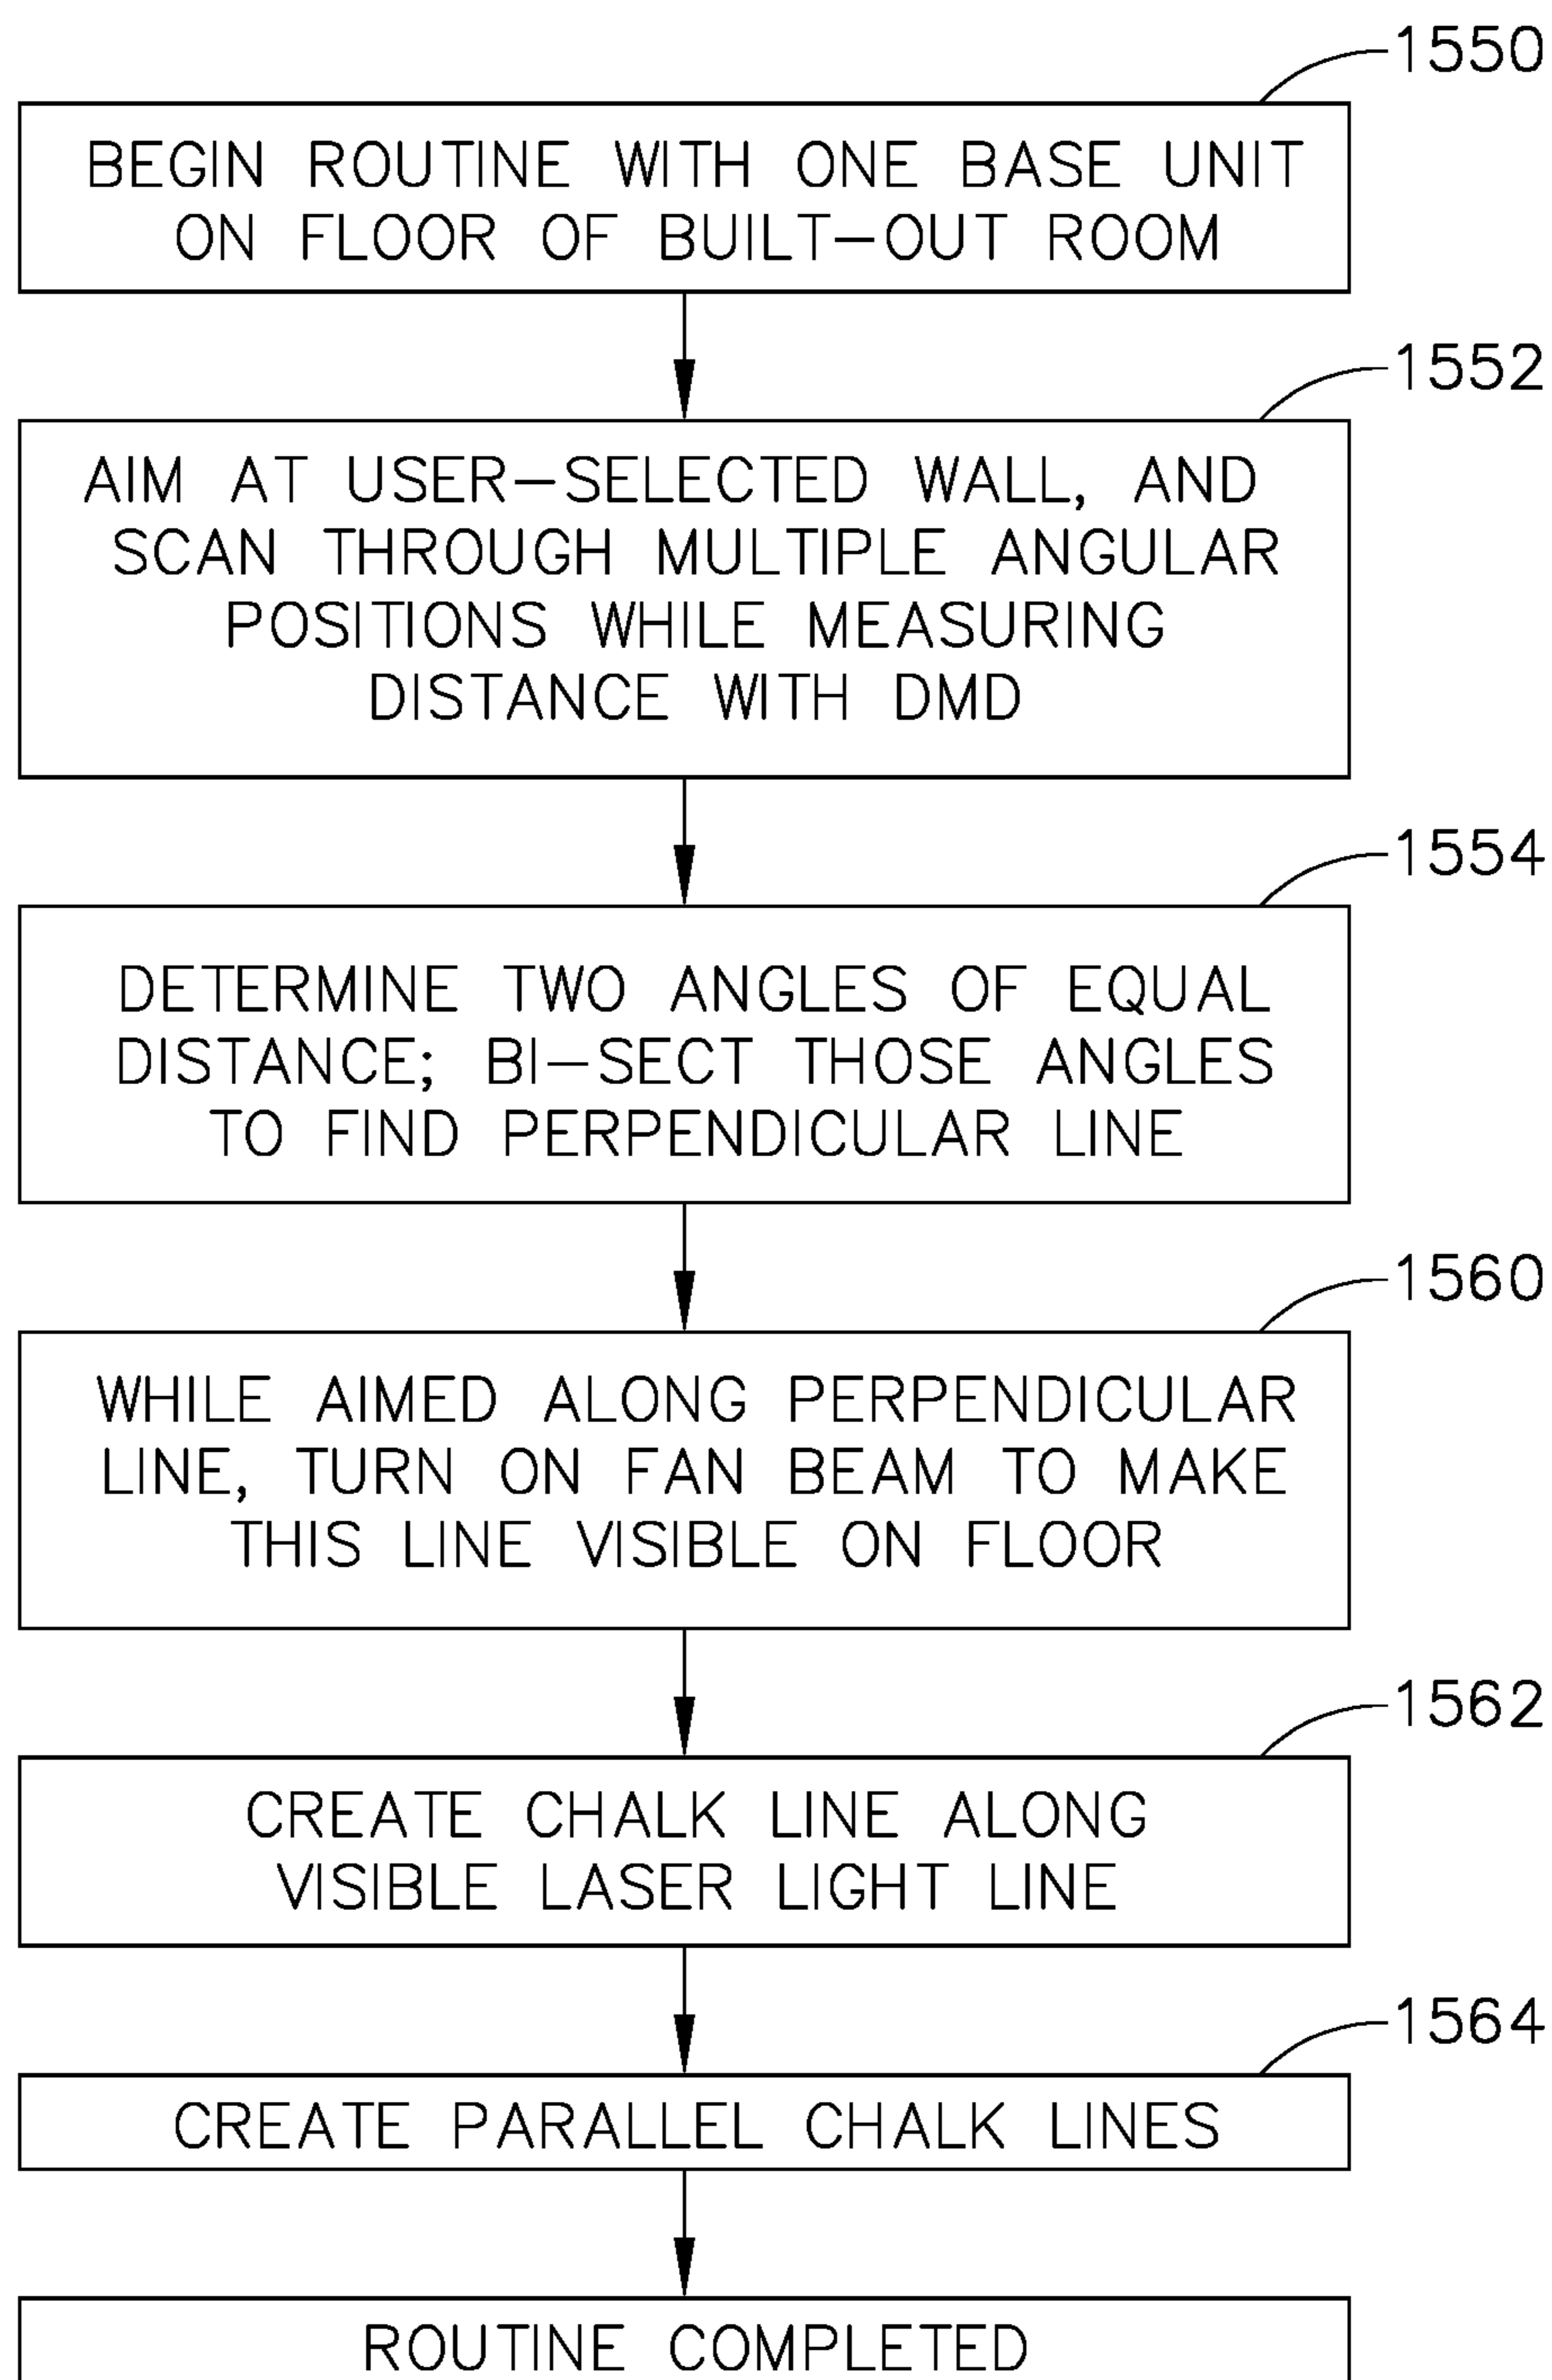 1550
BEGIN ROUTINE WITH ONE BASE UNIT
ON FLOOR OF BUILT-OUT ROOM
1552
AIM AT USER-SELECTED WALL, AND
SCAN THROUGH MULTIPLE ANGULAR
POSITIONS WHILE MEASURING
DISTANCE WITH DMD
1554
DETERMINE TWO ANGLES OF EQUAL
DISTANCE; BI-SECT THOSE ANGLES
TO FIND PERPENDICULAR LINE
1560
WHILE AIMED ALONG PERPENDICULAR
LINE, TURN ON FAN BEAM TO MAKE
THIS LINE VISIBLE ON FLOOR
1562
CREATE CHALK LINE ALONG
VISIBLE LASER LIGHT LINE
1564
CREATE PARALLEL CHALK LINES
ROUTINE COMPLETED